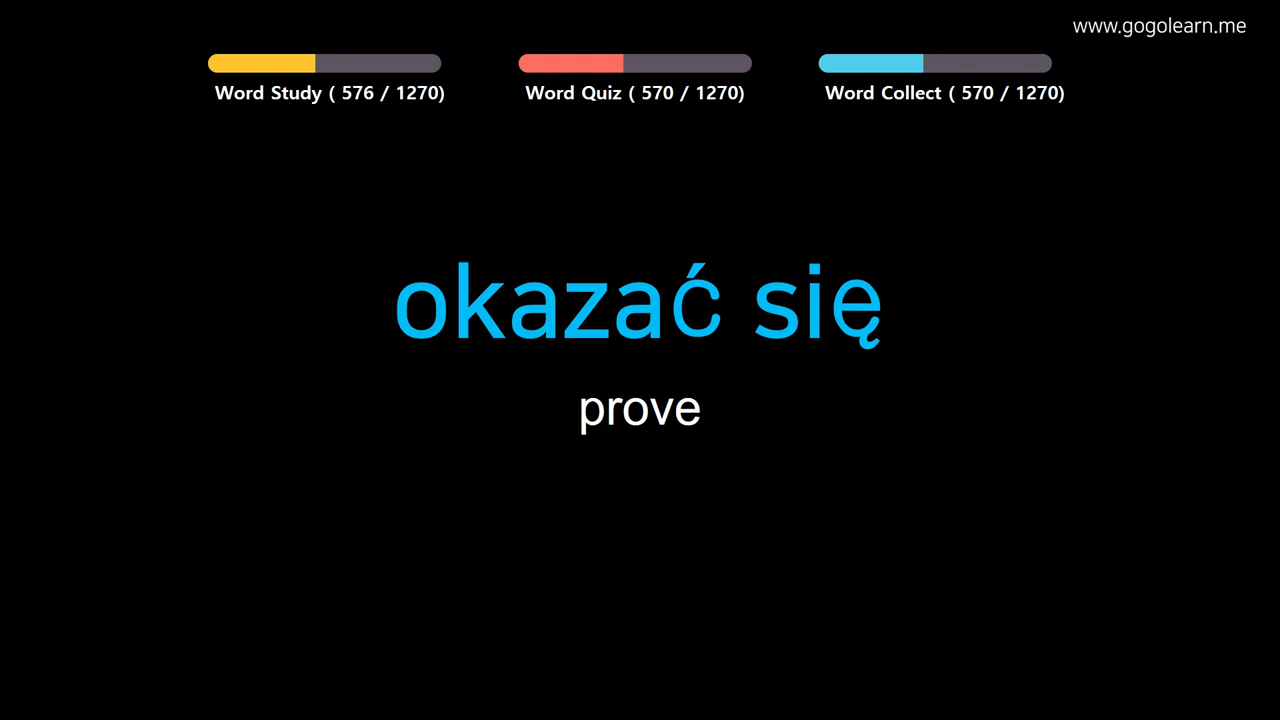 www.gogolearn.me
Word Study ( 576 / 1270)
Word Quiz ( 570 / 1270)
Word Collect ( 570 / 1270)
okazać się
prove